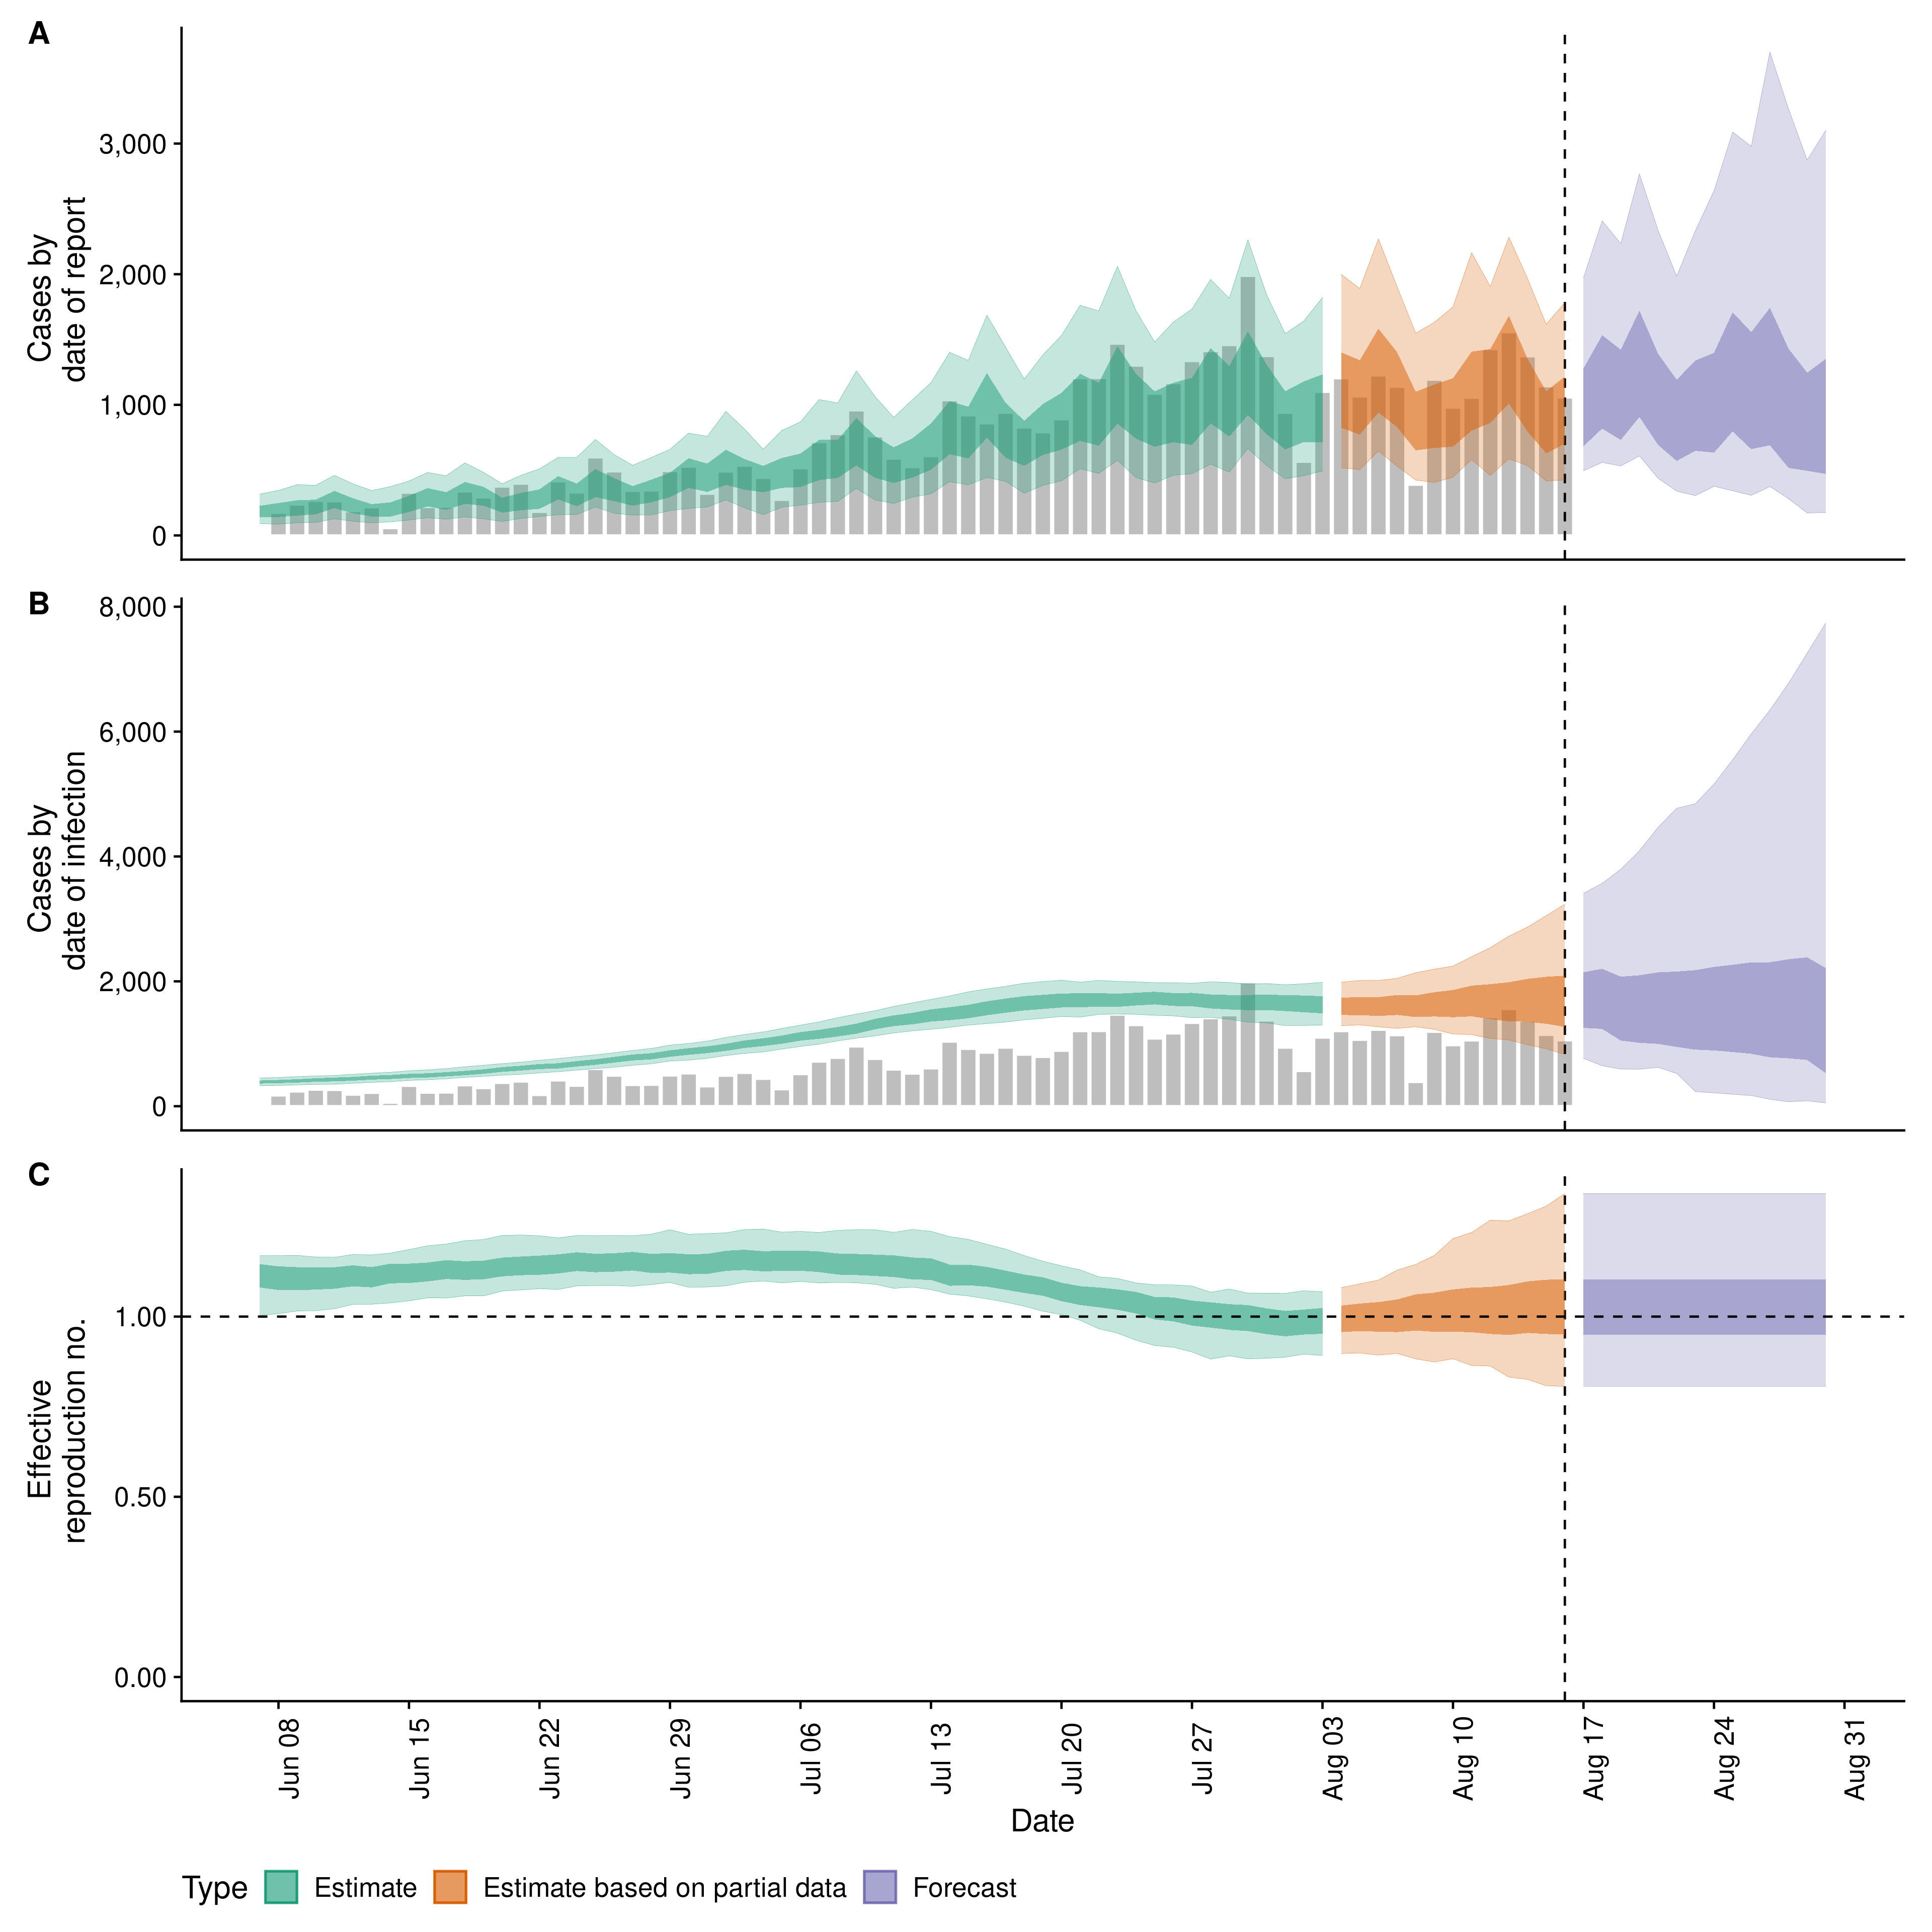 A
3,000
2,000
1,000
0
Cases by
date of report
B
8,000
6,000
4,000
2,000
0
Cases by
date of infection
C
1.00
0.50
0.00
Effective
reproduction no.
Jun 08
Jun 15
Jun 22
Jun 29
Jul 06
Jul 13
Jul 20
Jul 27
Aug 03
Aug 10
Aug 17
Aug 24
Aug 31
Date
Type Estimate Estimate based on partial data Forecast